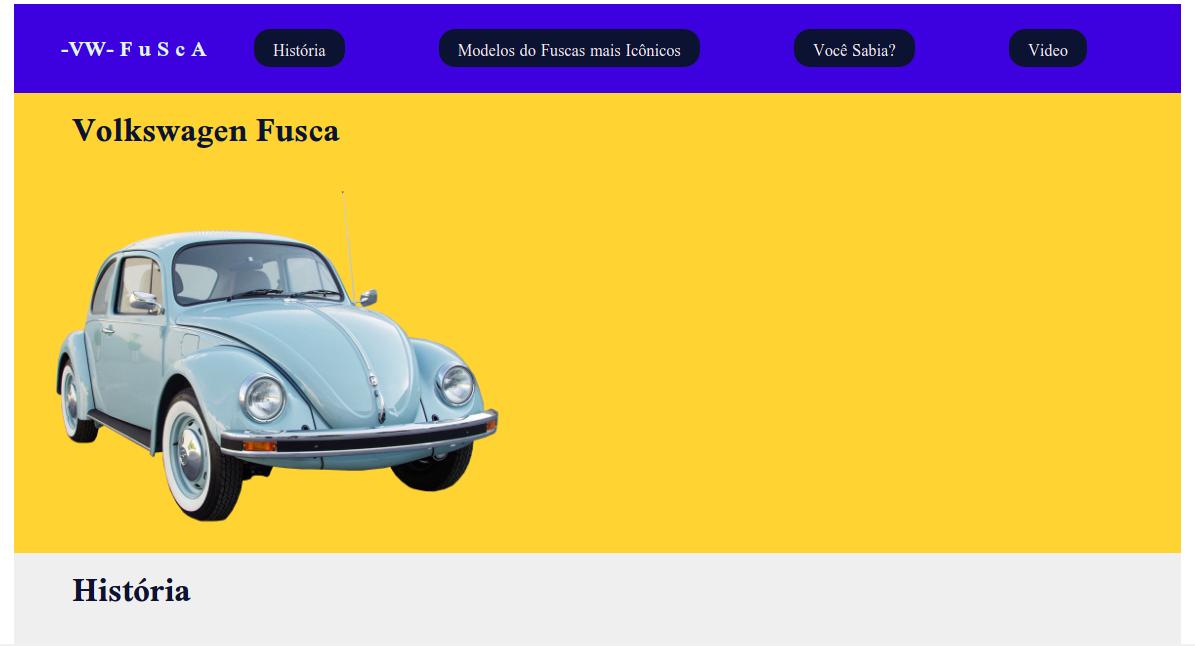 -VW- F u S c A
História
Modelos do Fuscas mais Icônicos
Você Sabia?
Video
Volkswagen Fusca
História